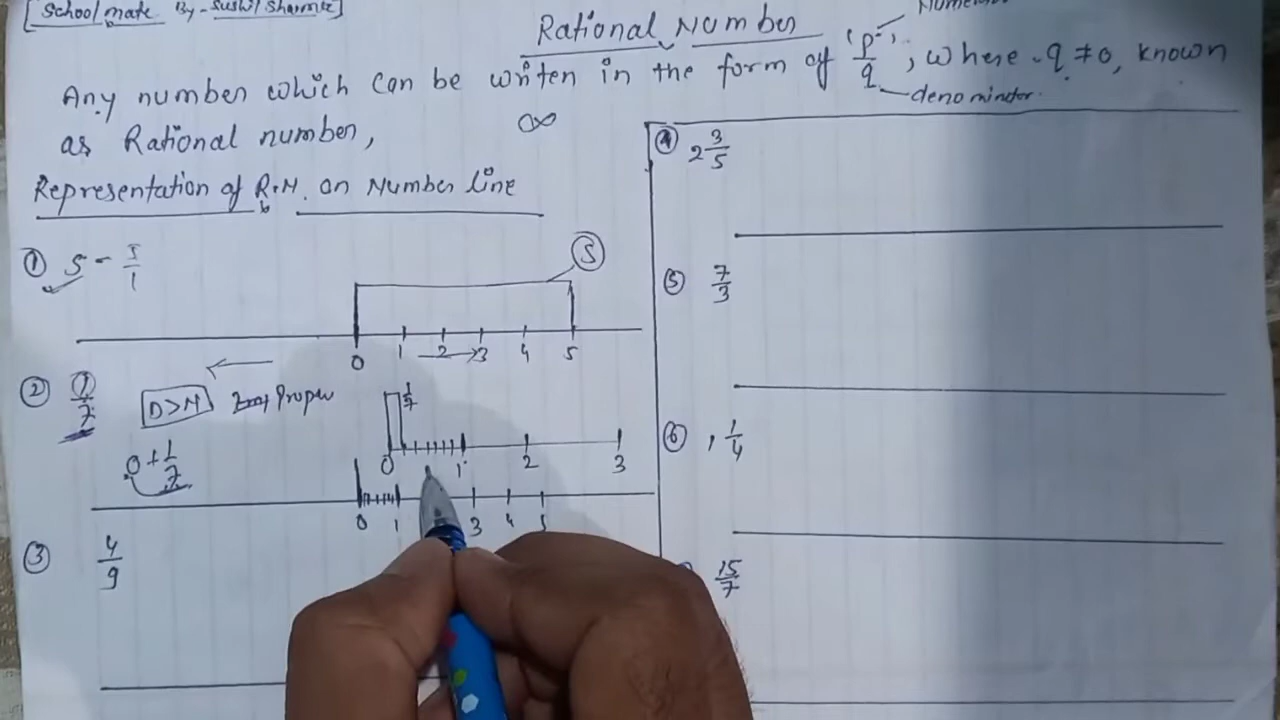 [School mate By - Sushil Sharma]
Rational Number
Any number which can be writen in the form of 'p/q', where q ≠ 0, known
denomindor.
as Rational number, ∞
Representation of R.N. on Number line
① 5 - 5/1
5
0 1 2 3 4 5
② 1/7 D>N Proper
1/7
0 + 1/7
0 1 2 3
0 1 3 4 5
③ 4/9
④ 2 3/5
⑤ 7/3
⑥ , 1/4
15/7